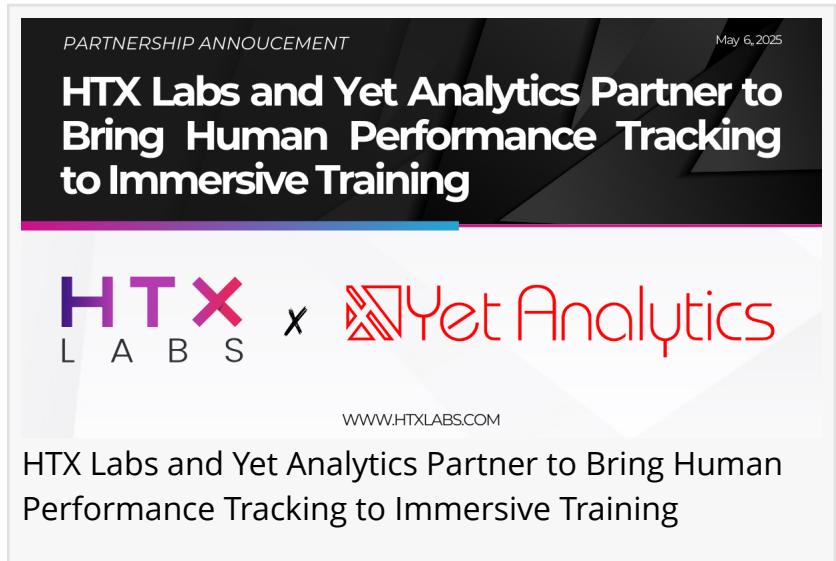 PARTNERSHIP ANNOUCEMENT
May 6, 2025
HTX Labs and Yet Analytics Partner to
Bring Human Performance Tracking
to Immersive Training
HTX
LABS
x
Yet Analytics
WWW.HTXLABS.COM
HTX Labs and Yet Analytics Partner to Bring Human
Performance Tracking to Immersive Training